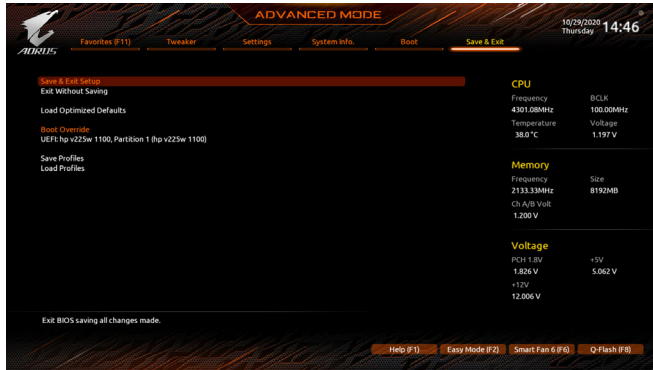 ADVANCED MODE
10/29/2020
Thursday
14:46
AORUS
Favorites (F11) Tweaker Settings System Info. Boot Save & Exit
Save & Exit Setup
Exit Without Saving
Load Optimized Defaults
Boot Override
UEFI: hp v225w 1100, Partition 1 (hp v225w 1100)
Save Profiles
Load Profiles
CPU
Frequency BCLK
4301.08MHz 100.00MHz
Temperature Voltage
38.0 °C 1.197 V
Memory
Frequency Size
2133.33MHz 8192MB
Ch A/B Volt
1.200 V
Voltage
PCH 1.8V +5V
1.826 V 5.062 V
+12V
12.006 V
Exit BIOS saving all changes made.
Help (F1) Easy Mode (F2) Smart Fan 6 (F6) Q-Flash (F8)